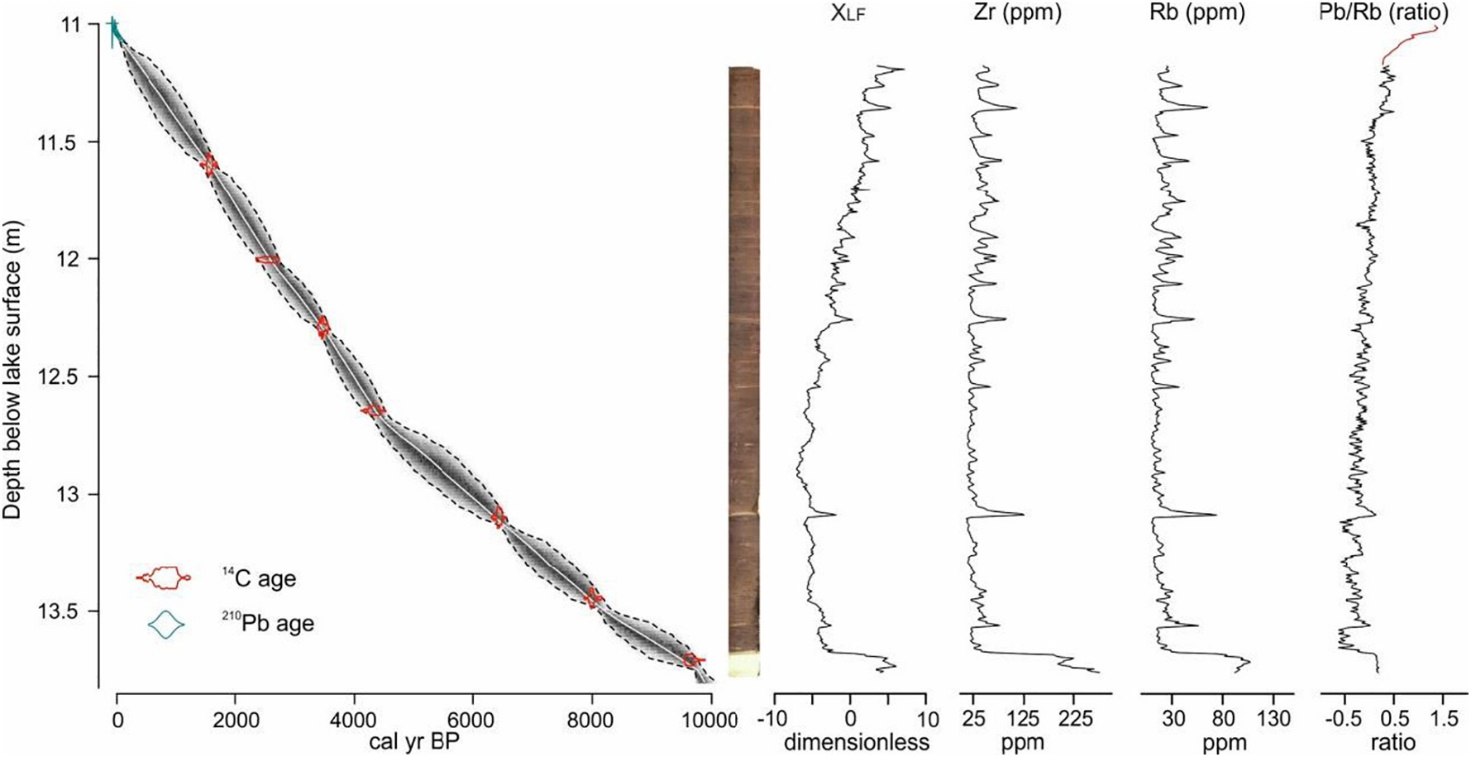 XLF
Zr (ppm)
Rb (ppm)
Pb/Rb (ratio)
Depth below lake surface (m)
11
11.5
12
12.5
13
13.5
14C age
210Pb age
0
2000
4000
6000
8000
10000
cal yr BP
-10
0
10
dimensionless
25
125
225
ppm
30
80
130
ppm
-0.5
0.5
1.5
ratio